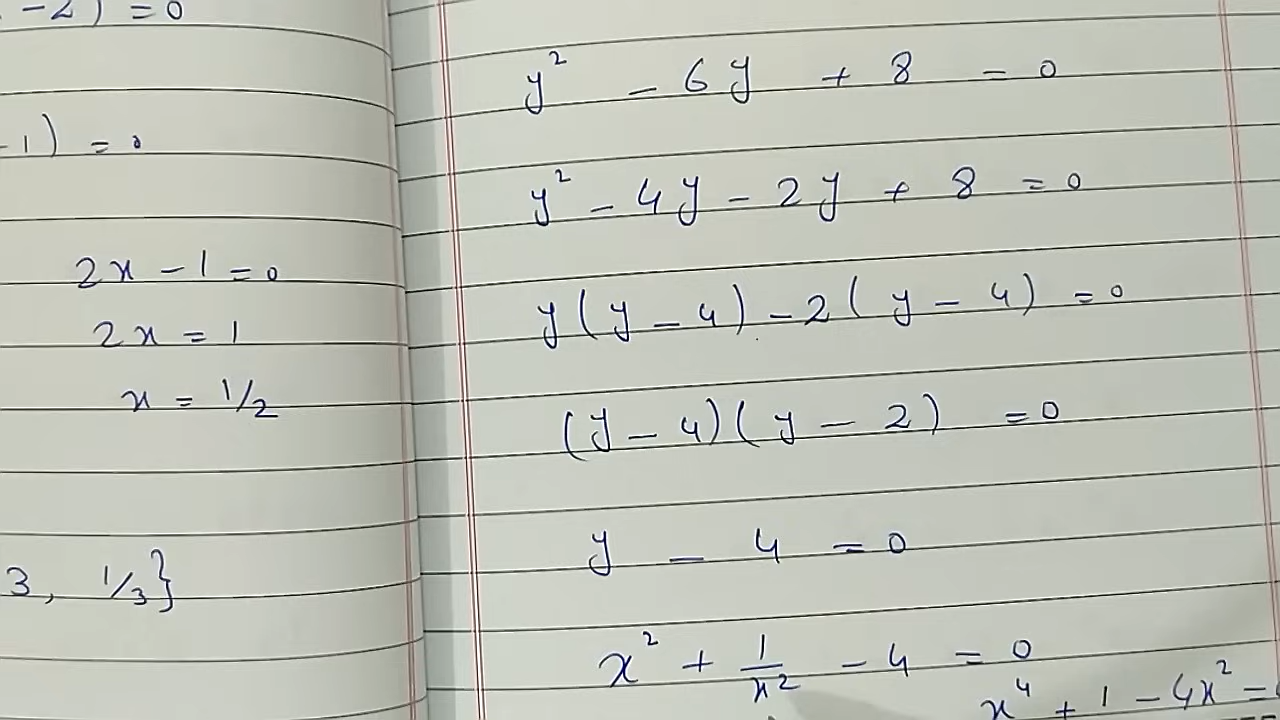 -2) = 0
-1) = 0
2x - 1 = 0
2x = 1
x = 1/2
3, 1/3}
y² - 6y + 8 = 0
y² - 4y - 2y + 8 = 0
y(y - 4) - 2(y - 4) = 0
(y - 4)(y - 2) = 0
y - 4 = 0
x² + 1/x² - 4 = 0
x⁴ + 1 - 4x² =